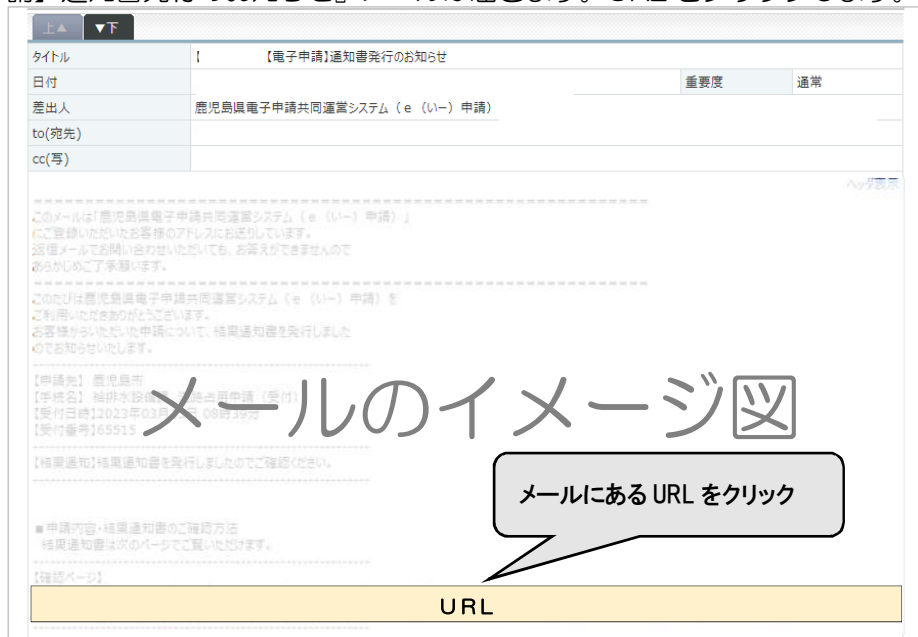 上▲ ▼下
タイトル 【 【電子申請】通知書発行のお知らせ
日付 重要度 通常
差出人 鹿児島県電子申請共同運営システム（ｅ（いー）申請）
to(宛先)
cc(写)
ヘッダ表示
このメールは「鹿児島県電子申請共同運営システム（ｅ（いー）申請）」
にご登録いただいたお客様のアドレスにお送りしています。
返信メールでお問い合わせいただいても、お答えができませんので
あらかじめご了承願います。
このたびは鹿児島県電子申請共同運営システム（ｅ（いー）申請）を
ご利用いただきありがとうございます。
お客様からいただいた申請について、結果通知書を発行しました
のでお知らせいたします。
【申請先】 鹿児島市
【手続名】 給排水設備
占用申請（受付）
【受付日時】2023年03月
08時39分
【受付番号】65515
メールのイメージ図
【結果通知】結果通知書を発行しましたのでご確認ください。
メールにある URL をクリック
■申請内容・結果通知書のご確認方法
結果通知書は次のページでご覧いただけます。
【確認ページ】
ＵＲＬ